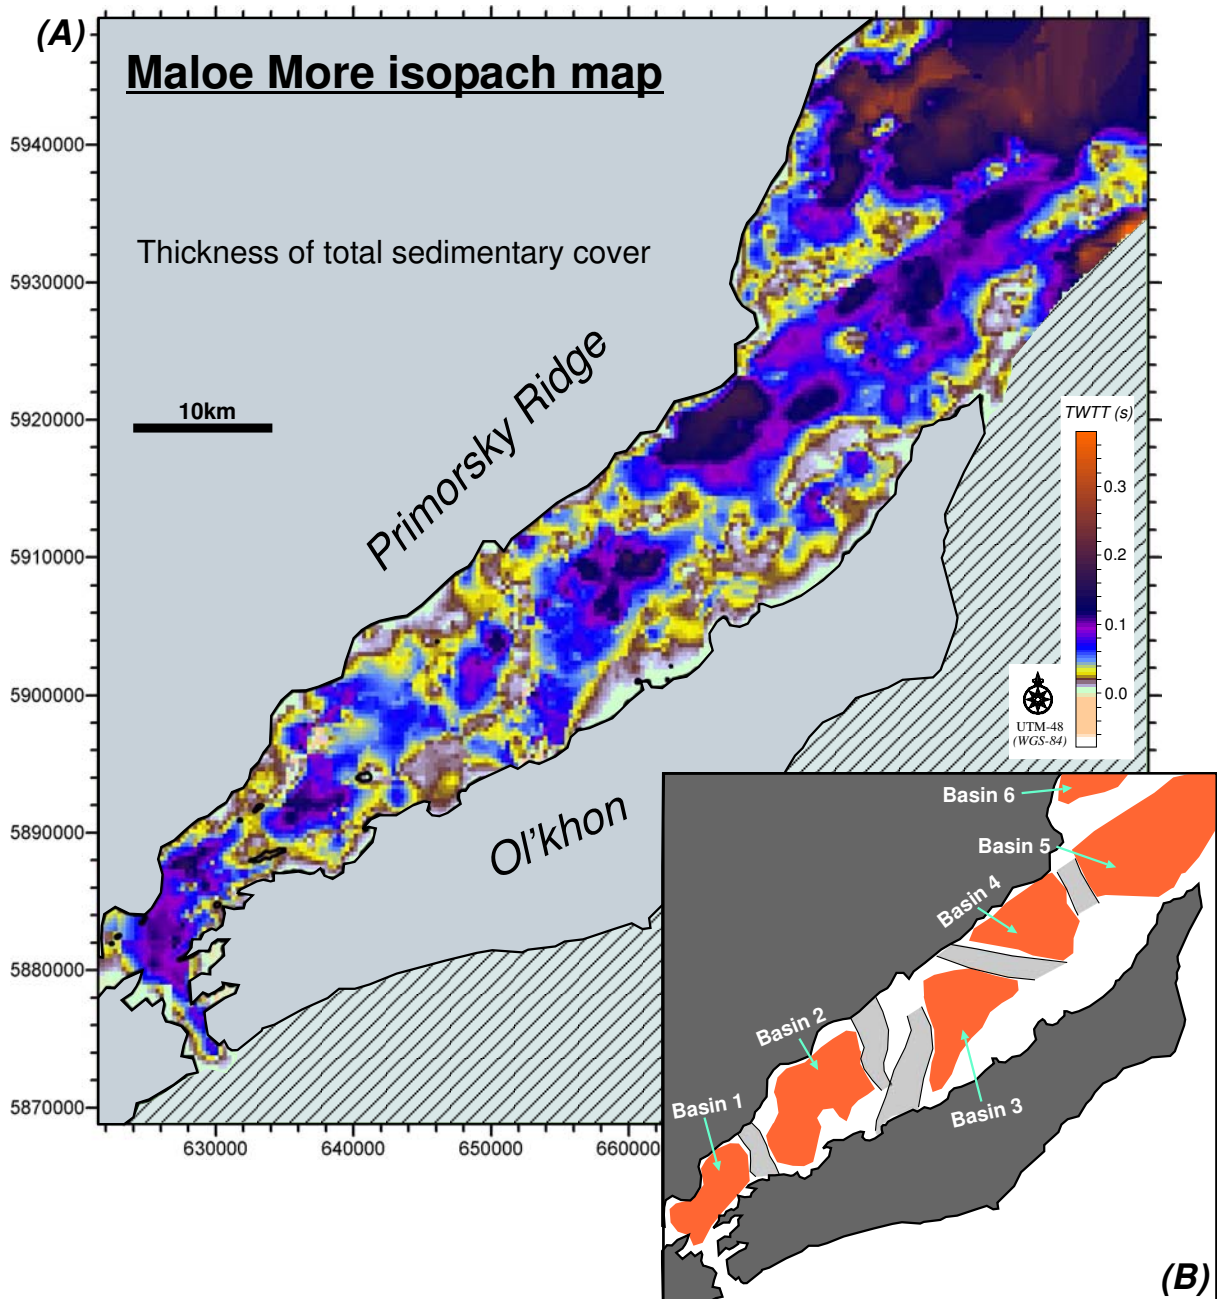 (A)
Maloe More isopach map
Thickness of total sedimentary cover
Primorsky Ridge
10km
Ol'khon
5940000
5930000
5920000
5910000
5900000
5890000
5880000
5870000
630000
640000
650000
660000
TWTT (s)
0.3
0.2
0.1
0.0
UTM-48
(WGS-84)
Basin 6
Basin 5
Basin 4
Basin 2
Basin 1
Basin 3
(B)